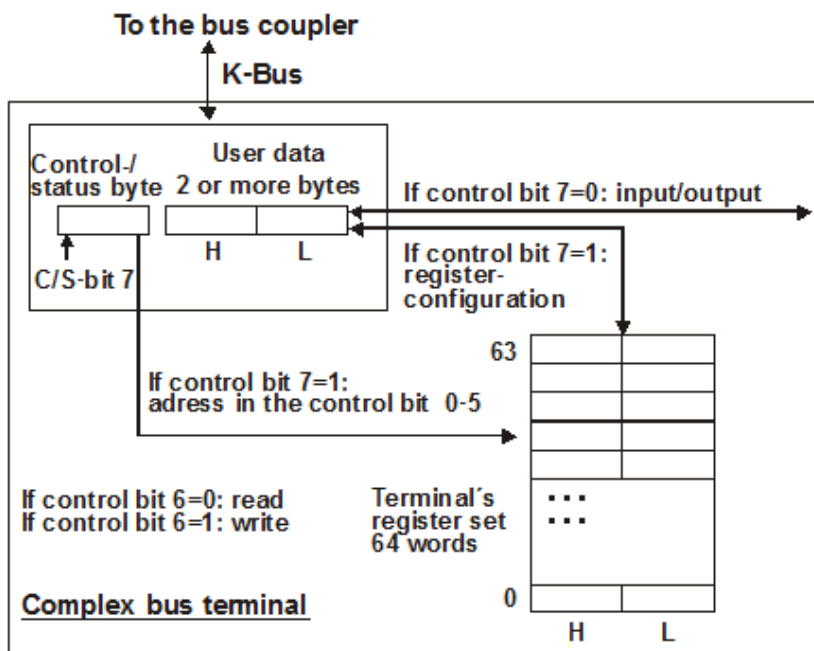 To the bus coupler
K-Bus
Control-/
status byte
User data
2 or more bytes
H
L
C/S-bit 7
If control bit 7=0: input/output
If control bit 7=1:
register-
configuration
If control bit 7=1:
adress in the control bit 0-5
63
If control bit 6=0: read
If control bit 6=1: write
Terminal´s
register set
64 words
0
H
L
Complex bus terminal